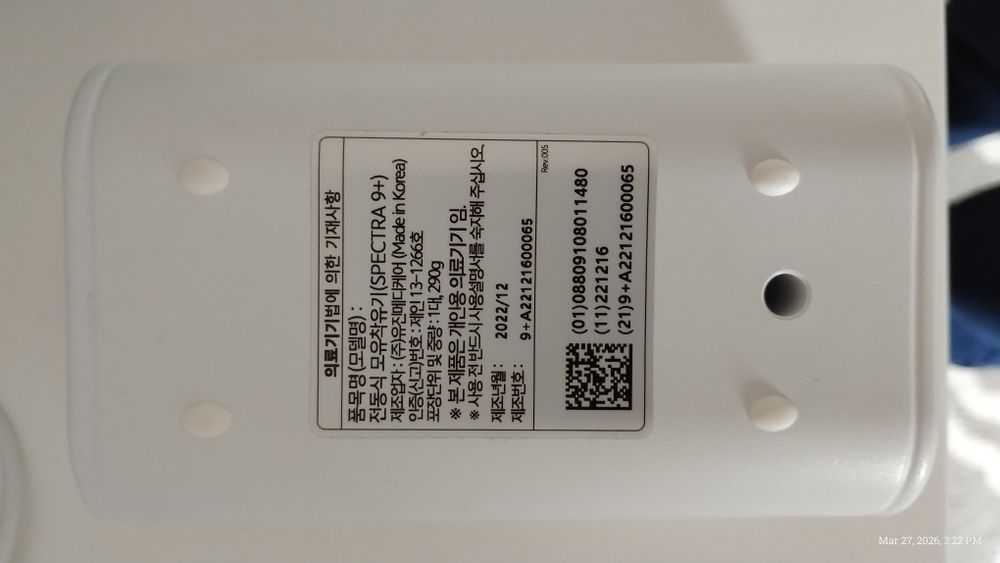 의료기기법에 의한 기재사항
품목명(모델명) :
전동식 모유착유기(SPECTRA 9+)
제조업자 : (주)유진메디케어 (Made in Korea)
인증(신고)번호 : 제인 13-1266호
포장단위 및 중량 : 1대, 290g
※ 본 제품은 개인용 의료기기 임.
※ 사용 전 반드시 사용설명서를 숙지해 주십시오.
제조년월 : 2022/12
제조번호 : 9+A22121600065
Rev.005
(01)08809108011480
(11)221216
(21)9+A22121600065
Mar 27, 2026, 3:22 PM